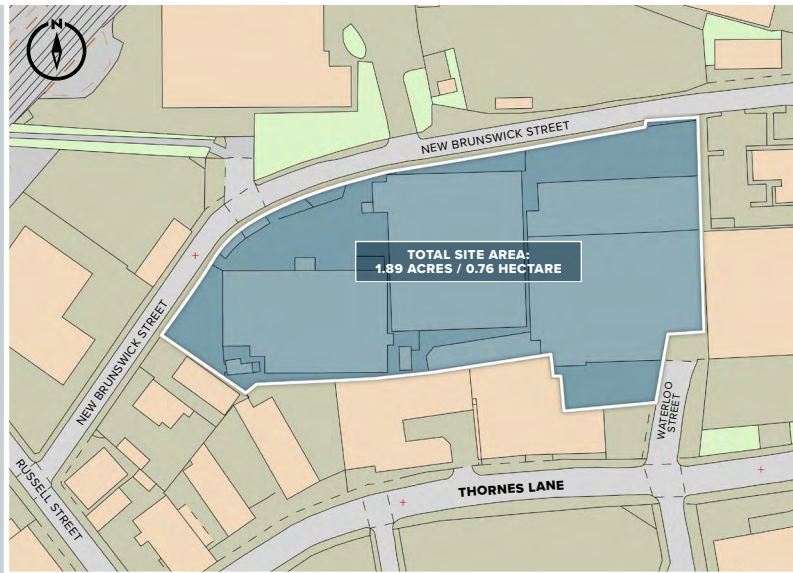 N
NEW BRUNSWICK STREET
TOTAL SITE AREA:
1.89 ACRES / 0.76 HECTARE
NEW BRUNSWICK STREET
WATERLOO
STREET
RUSSELL STREET
THORNES LANE